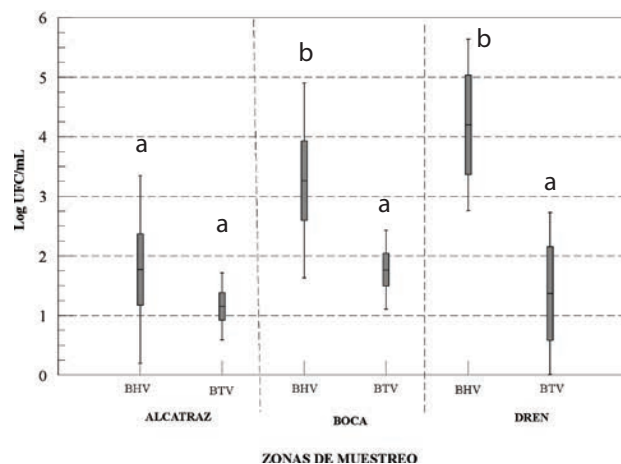 6
b
b
5
4
a
Log UFC/mL
3
a
a
a
2
1
0
BHV BTV BHV BTV BHV BTV
ALCATRAZ BOCA DREN
ZONAS DE MUESTREO